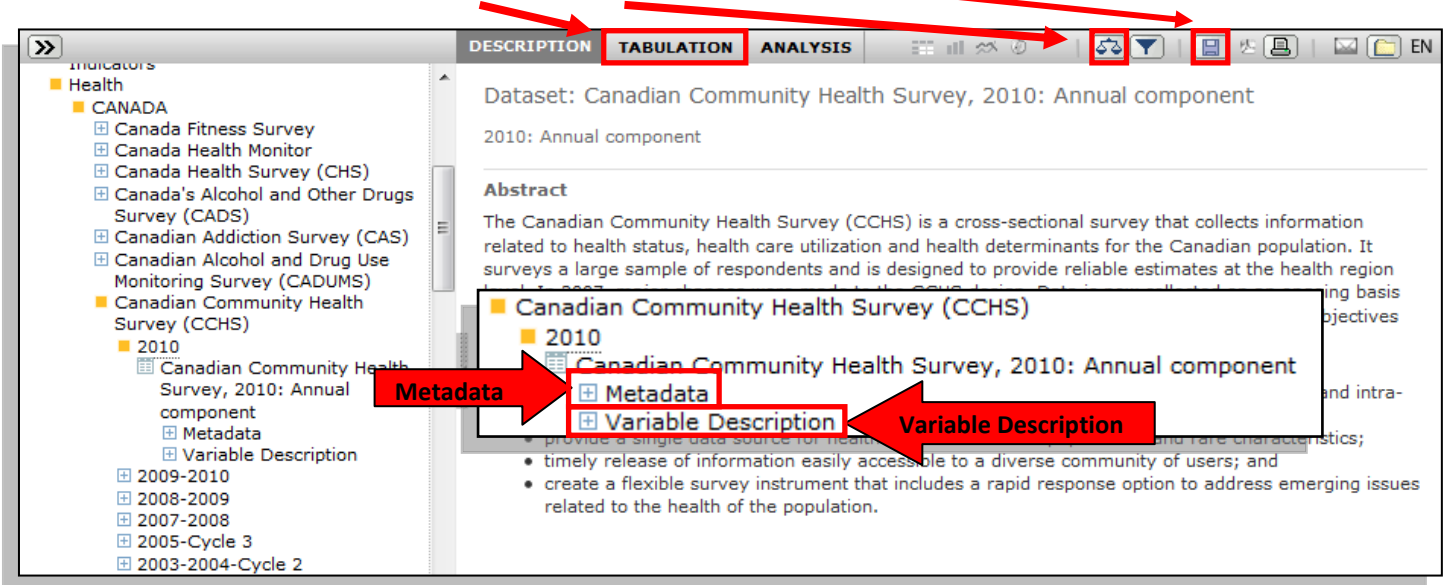 DESCRIPTION TABULATION ANALYSIS EN
Indicators
Health
CANADA
Canada Fitness Survey
Canada Health Monitor
Canada Health Survey (CHS)
Canada's Alcohol and Other Drugs
Survey (CADS)
Canadian Addiction Survey (CAS)
Canadian Alcohol and Drug Use
Monitoring Survey (CADUMS)
Canadian Community Health
Survey (CCHS)
2010
Canadian Community Health
Survey, 2010: Annual
component
Metadata
Variable Description
2009-2010
2008-2009
2007-2008
2005-Cycle 3
2003-2004-Cycle 2
Dataset: Canadian Community Health Survey, 2010: Annual component
2010: Annual component
Abstract
The Canadian Community Health Survey (CCHS) is a cross-sectional survey that collects information
related to health status, health care utilization and health determinants for the Canadian population. It
surveys a large sample of respondents and is designed to provide reliable estimates at the health region
ing basis
bjectives
Canadian Community Health Survey (CCHS)
2010
Canadian Community Health Survey, 2010: Annual component
Metadata
Metadata
and intra-
Variable Description
Variable Description
provide a single data source for and rare characteristics;
• timely release of information easily accessible to a diverse community of users; and
• create a flexible survey instrument that includes a rapid response option to address emerging issues
related to the health of the population.